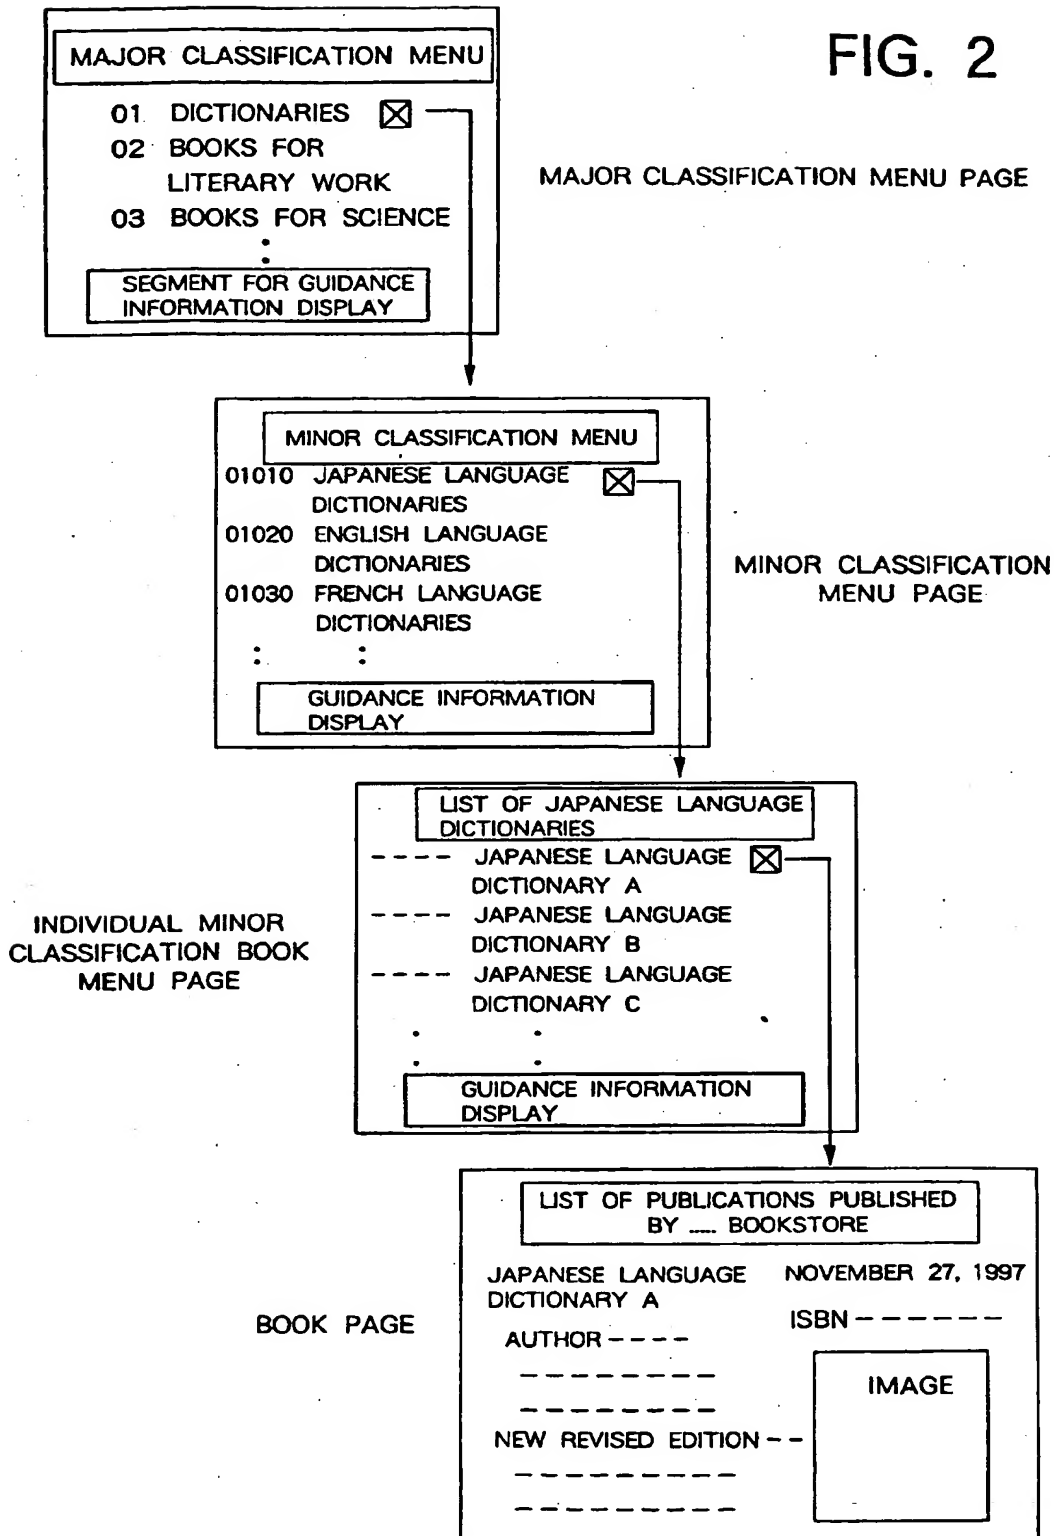 FIG. 2
MAJOR CLASSIFICATION MENU
01 DICTIONARIES
02 BOOKS FOR
LITERARY WORK
03 BOOKS FOR SCIENCE
SEGMENT FOR GUIDANCE
INFORMATION DISPLAY
MAJOR CLASSIFICATION MENU PAGE
MINOR CLASSIFICATION MENU
01010 JAPANESE LANGUAGE
DICTIONARIES
01020 ENGLISH LANGUAGE
DICTIONARIES
01030 FRENCH LANGUAGE
DICTIONARIES
GUIDANCE INFORMATION
DISPLAY
MINOR CLASSIFICATION
MENU PAGE
LIST OF JAPANESE LANGUAGE
DICTIONARIES
---- JAPANESE LANGUAGE
DICTIONARY A
---- JAPANESE LANGUAGE
DICTIONARY B
---- JAPANESE LANGUAGE
DICTIONARY C
GUIDANCE INFORMATION
DISPLAY
INDIVIDUAL MINOR
CLASSIFICATION BOOK
MENU PAGE
LIST OF PUBLICATIONS PUBLISHED
BY ..... BOOKSTORE
JAPANESE LANGUAGE
DICTIONARY A
NOVEMBER 27, 1997
ISBN ------
AUTHOR ----
NEW REVISED EDITION --
IMAGE
BOOK PAGE